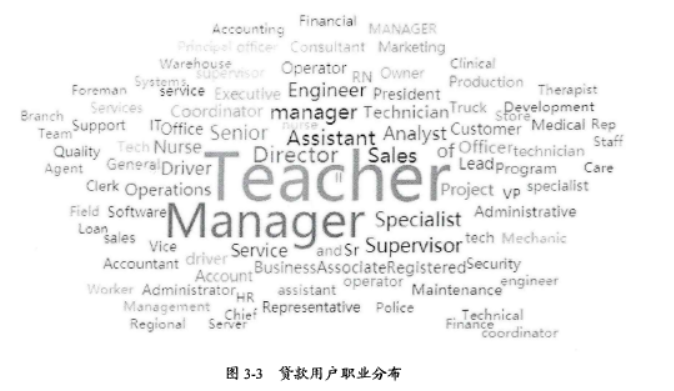 Financial
Accounting MANAGER
Principal officer Consultant Marketing
Warehouse Clinical
Systems supervisor Operator RN Owner Production
Foreman service Executive Engineer President Therapist
Branch Services Coordinator manager Technician Truck Store Development
Team Support IT Office Senior nurse Assistant Analyst Customer Medical Rep
Quality Tech Nurse Director Sales of Officer technician Staff
Agent General Driver Teacher Lead Program Care
Clerk Operations Project VP specialist
Field Software Manager Specialist Administrative
Loan sales Vice Service and Sr Supervisor tech Mechanic
Accountant driver Business Associate Registered Security
Account operator engineer
Worker Administrator HR assistant Maintenance
Management Chief Representative Police Technical
Regional Server Finance coordinator
图 3-3 贷款用户职业分布